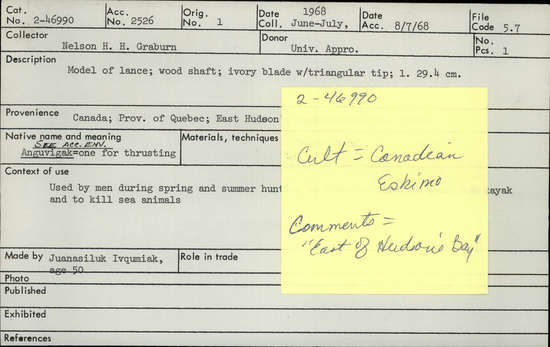 Cat. No. 2-46990 Acc. No. 2526 Orig. No. 1 Date Coll. 1968 June-July, Date Acc. 8/7/68 File Code 5.7
Collector Nelson H. H. Graburn Donor Univ. Appro. No. Pcs. 1
Description
Model of lance; wood shaft; ivory blade w/triangular tip; l. 29.4 cm.
Provenience Canada; Prov. of Quebec; East Hudson
Native name and meaning Materials, techniques
SEE ACC. ENV.
Anguvigak=one for thrusting
Context of use
Used by men during spring and summer hunt
kayak
and to kill sea animals
Made by Juanasiluk Ivqumiak, age 50 Role in trade
Photo
Published
Exhibited
References
2-46990
Cult = Canadian
Eskimo
Comments =
"East of Hudson's Bay"